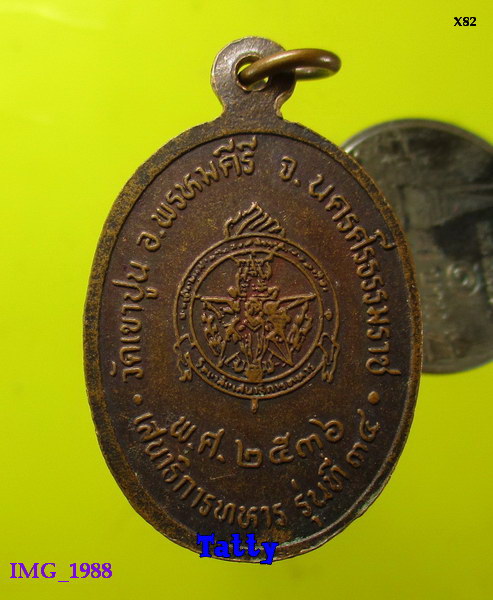 X82
วัดเขาปูน อ.พรหมคีรี จ.นครศรีธรรมราช
พ.ศ. ๒๕๓๖
• เสนาธิการทหาร รุ่นที่ ๓๔ •
Tatty
IMG_1988